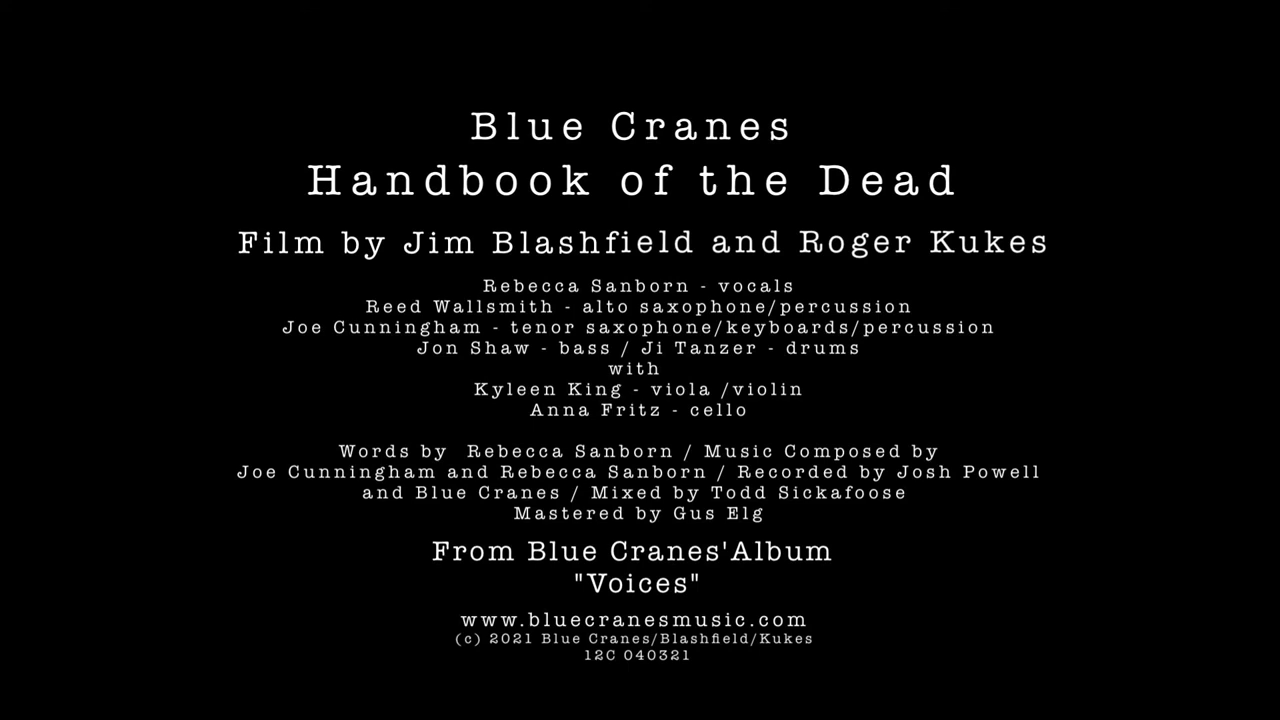 Blue Cranes
Handbook of the Dead
Film by Jim Blashfield and Roger Kukes
Rebecca Sanborn - vocals
Reed Wallsmith - alto saxophone/percussion
Joe Cunningham - tenor saxophone/keyboards/percussion
Jon Shaw - bass / Ji Tanzer - drums
with
Kyleen King - viola /violin
Anna Fritz - cello
Words by  Rebecca Sanborn / Music Composed by
Joe Cunningham and Rebecca Sanborn / Recorded by Josh Powell
and Blue Cranes / Mixed by Todd Sickafoose
Mastered by Gus Elg
From Blue Cranes'Album
"Voices"
www.bluecranesmusic.com
(c) 2021 Blue Cranes/Blashfield/Kukes
12C 040321